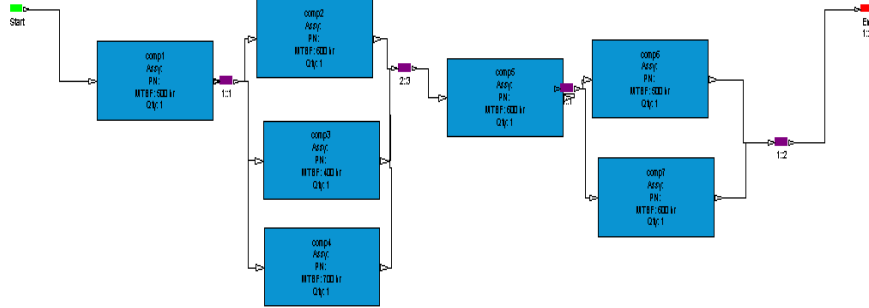 Start
comp1
Assy:
PN:
MTBF: 500 hr
Qty: 1
1:1
comp2
Assy:
PN:
MTBF: 600 hr
Qty: 1
comp3
Assy:
PN:
MTBF: 400 hr
Qty: 1
comp4
Assy:
PN:
MTBF: 700 hr
Qty: 1
2:3
comp5
Assy:
PN:
MTBF: 500 hr
Qty: 1
comp6
Assy:
PN:
MTBF: 600 hr
Qty: 1
comp7
Assy:
PN:
MTBF: 600 hr
Qty: 1
1:2